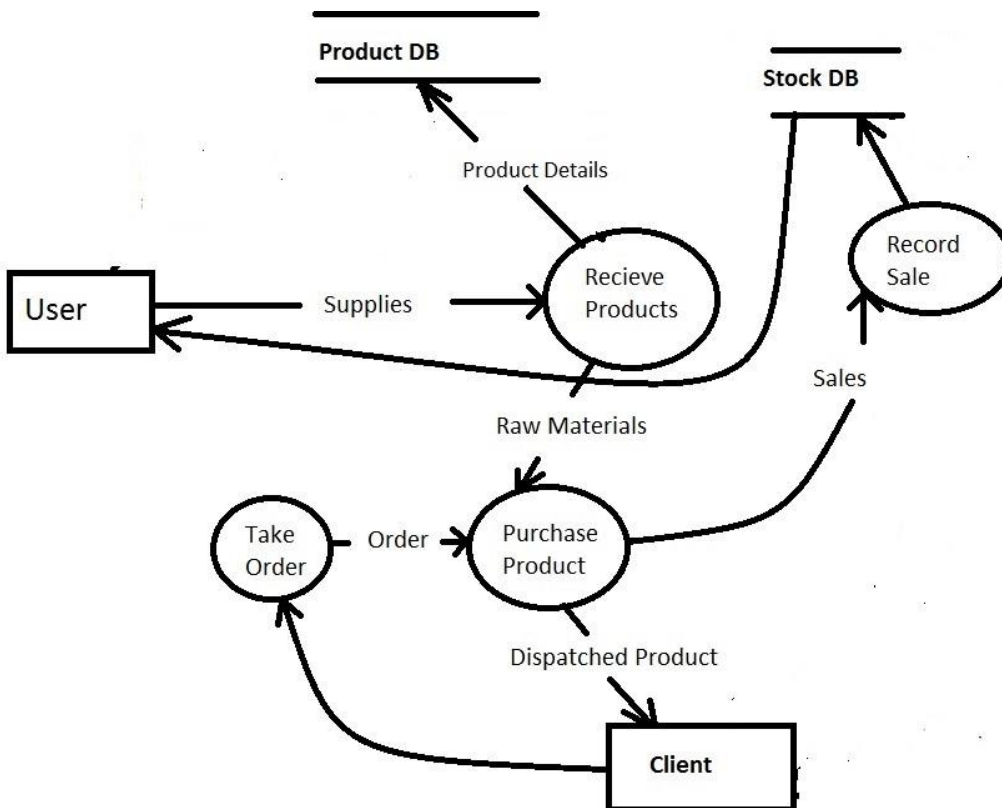 Product DB
Stock DB
Product Details
Record
Sale
User
Supplies
Recieve
Products
Sales
Raw Materials
Take
Order
Order
Purchase
Product
Dispatched Product
Client